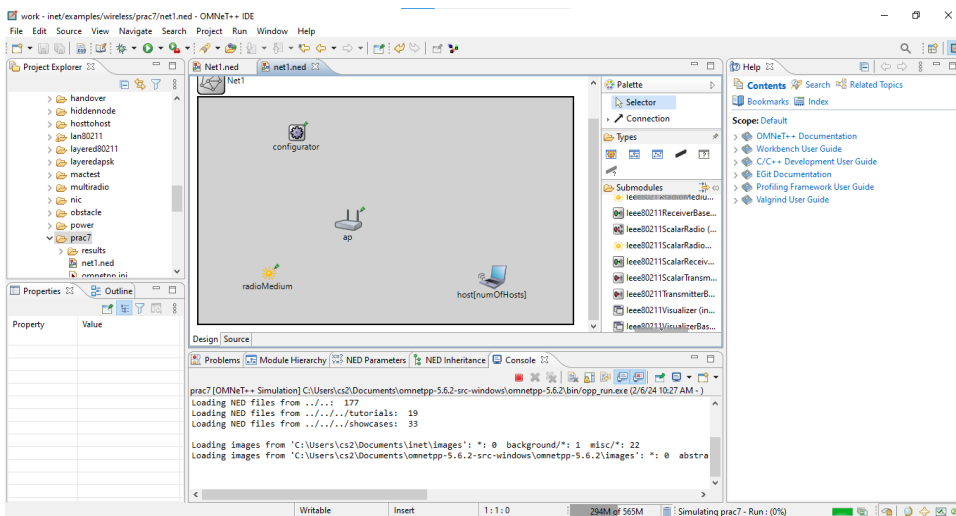 work - inet/examples/wireless/prac7/net1.ned - OMNeT++ IDE
File Edit Source View Navigate Search Project Run Window Help
Project Explorer
handover
hiddennode
hosttohost
lan80211
layered80211
layeredapsk
mactest
multiradio
nic
obstacle
power
prac7
results
net1.ned
omnetpp.ini
Properties
Outline
Property Value
Net1.ned
net1.ned
Net1
configurator
ap
radioMedium
host[numOfHosts]
Design Source
Palette
Selector
Connection
Types
Submodules
Ieee80211ReceiverBase...
Ieee80211ScalarRadio (...
Ieee80211ScalarRadio...
Ieee80211ScalarReceiv...
Ieee80211ScalarTransm...
Ieee80211TransmitterB...
Ieee80211Visualizer (in...
Ieee80211VisualizerBas...
Problems Module Hierarchy NED Parameters NED Inheritance Console
prac7 [OMNeT++ Simulation] C:\Users\cs2\Documents\omnetpp-5.6.2-src-windows\omnetpp-5.6.2\bin/opp_run.exe (2/6/24 10:27 AM - )
Loading NED files from ../..: 177
Loading NED files from ../../../tutorials: 19
Loading NED files from ../../../showcases: 33
Loading images from 'C:\Users\cs2\Documents\inet\images': *: 0 background/*: 1 misc/*: 22
Loading images from 'C:\Users\cs2\Documents\omnetpp-5.6.2-src-windows\omnetpp-5.6.2\images': *: 0 abstra
Help
Contents Search Related Topics
Bookmarks Index
Scope: Default
OMNeT++ Documentation
Workbench User Guide
C/C++ Development User Guide
EGit Documentation
Profiling Framework User Guide
Valgrind User Guide
Writable Insert 1:1:0 294M of 565M Simulating prac7 - Run : (0%)